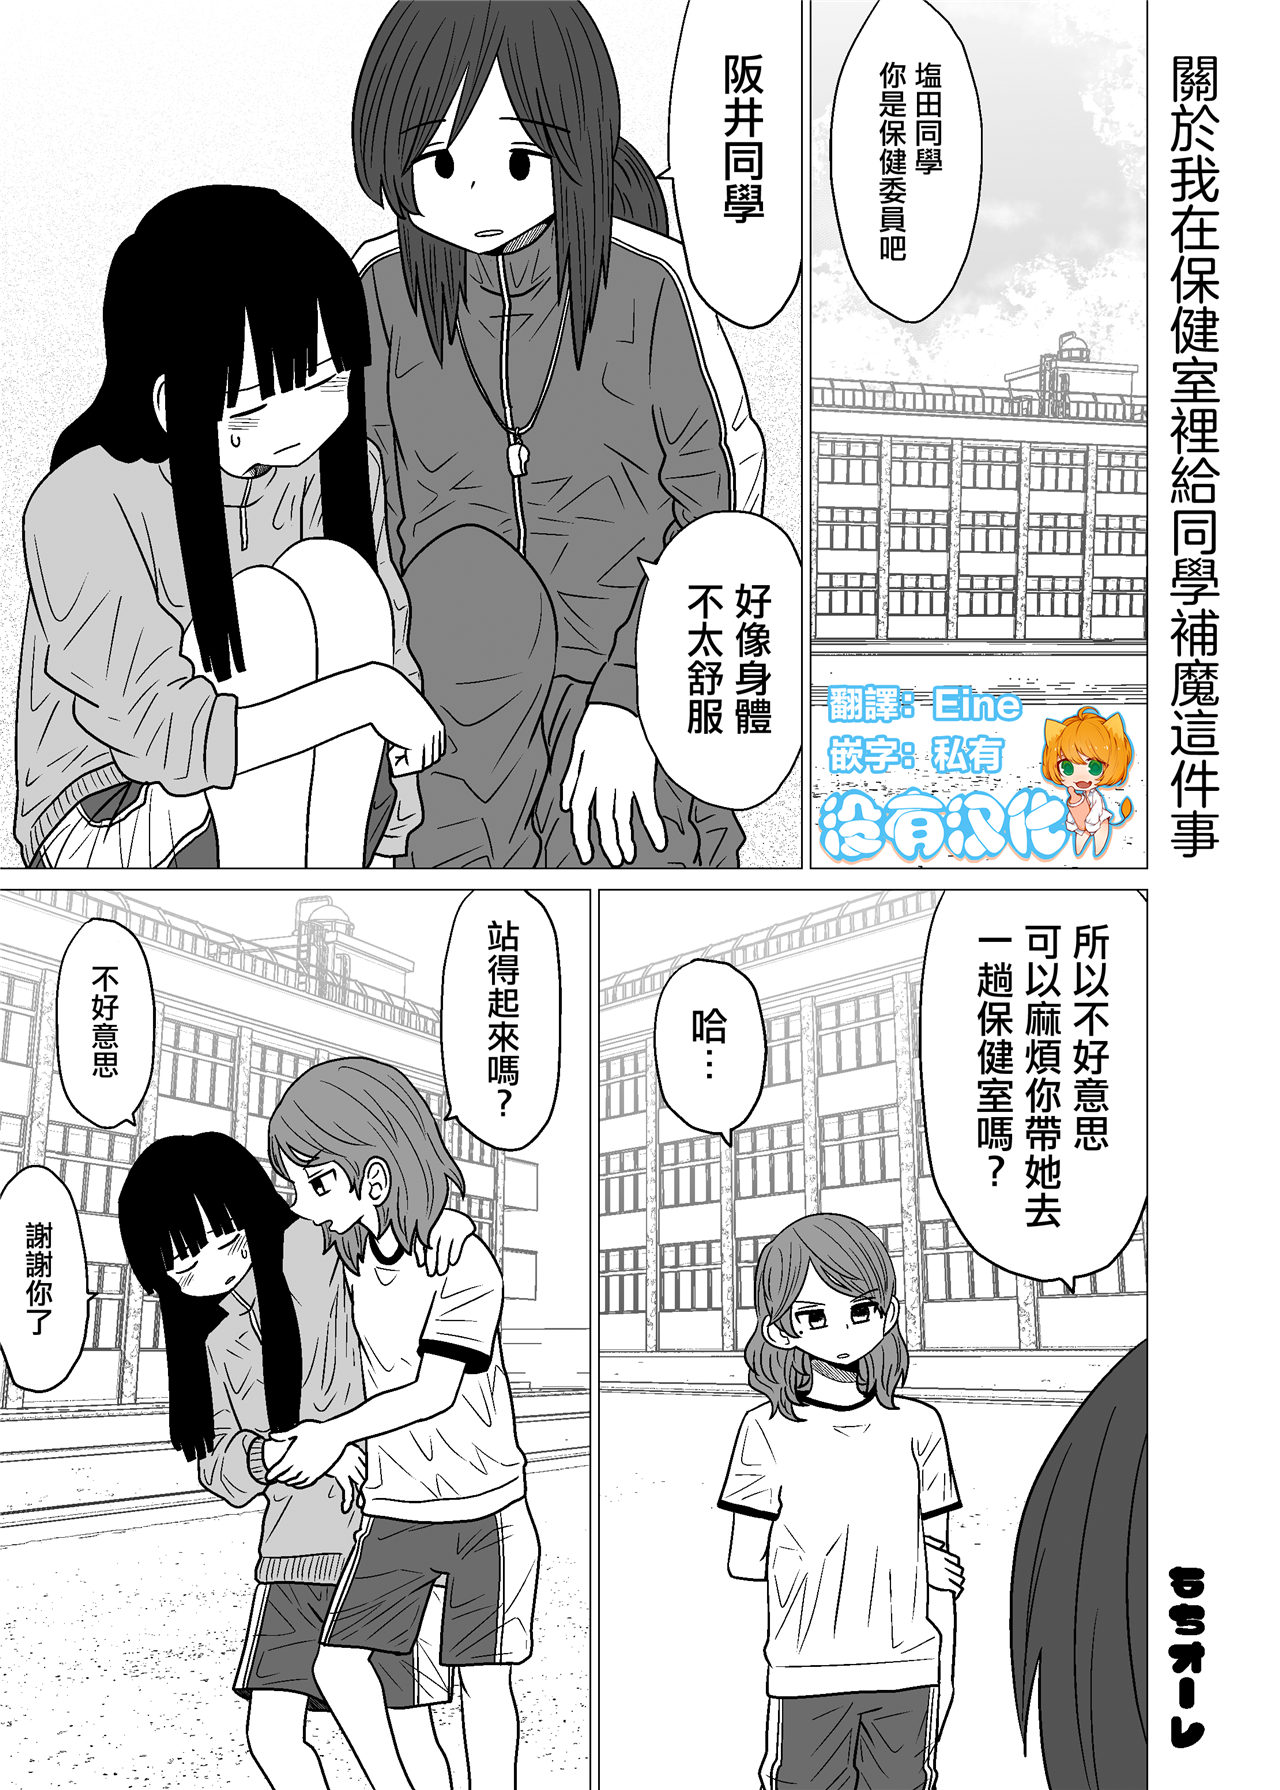 關於我在保健室裡給同學補魔這件事
塩田同學
你是保健委員吧
阪井同學
好像身體
不太舒服
翻譯：Eine
嵌字：私有
沒有汉化
所以不好意思
可以麻煩你帶她去
一趟保健室嗎？
哈…
站得起來嗎？
不好意思
謝謝你了
もちオーレ